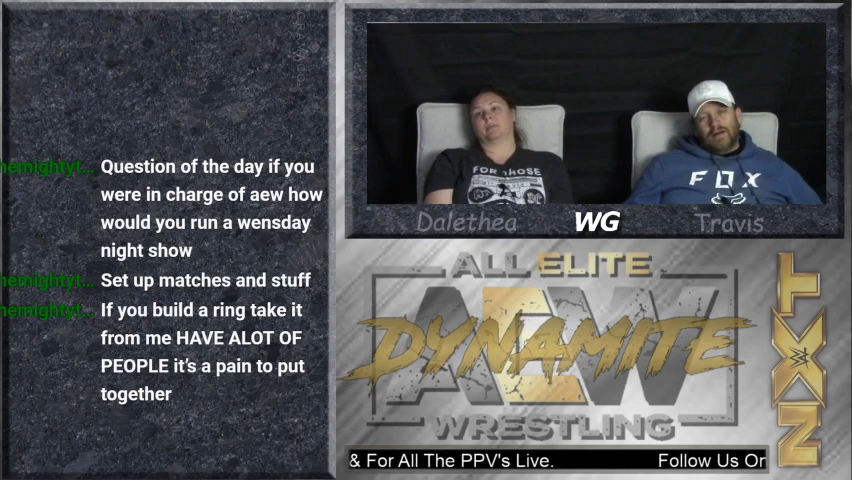 hemightyt... Question of the day if you
were in charge of aew how
would you run a wensday
night show
hemightyt... Set up matches and stuff
hemightyt... If you build a ring take it
from me HAVE ALOT OF
PEOPLE it's a pain to put
together
FOR THOSE
FOX
Dalethea
WG
Travis
ALL ELITE
AEW
DYNAMITE
WRESTLING
NXT
W
& For All The PPV's Live.
Follow Us On